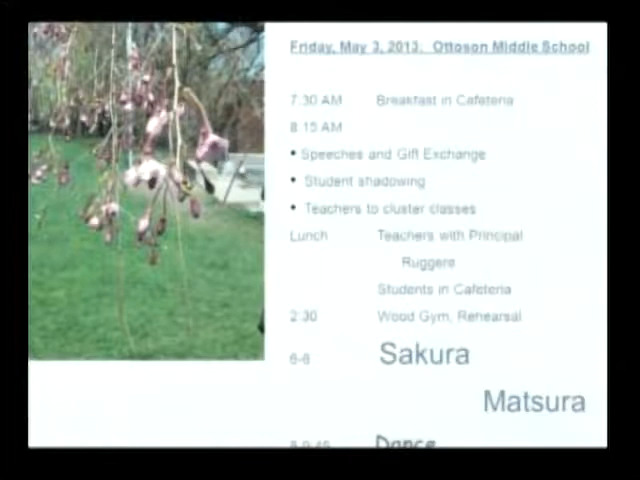 Friday, May 3, 2013. Ottoson Middle School
7:30 AM Breakfast in Cafeteria
8:15 AM
• Speeches and Gift Exchange
• Student shadowing
• Teachers to cluster classes
Lunch Teachers with Principal
Ruggere
Students in Cafeteria
2:30 Wood Gym, Rehearsal
Sakura
Matsura
Dance